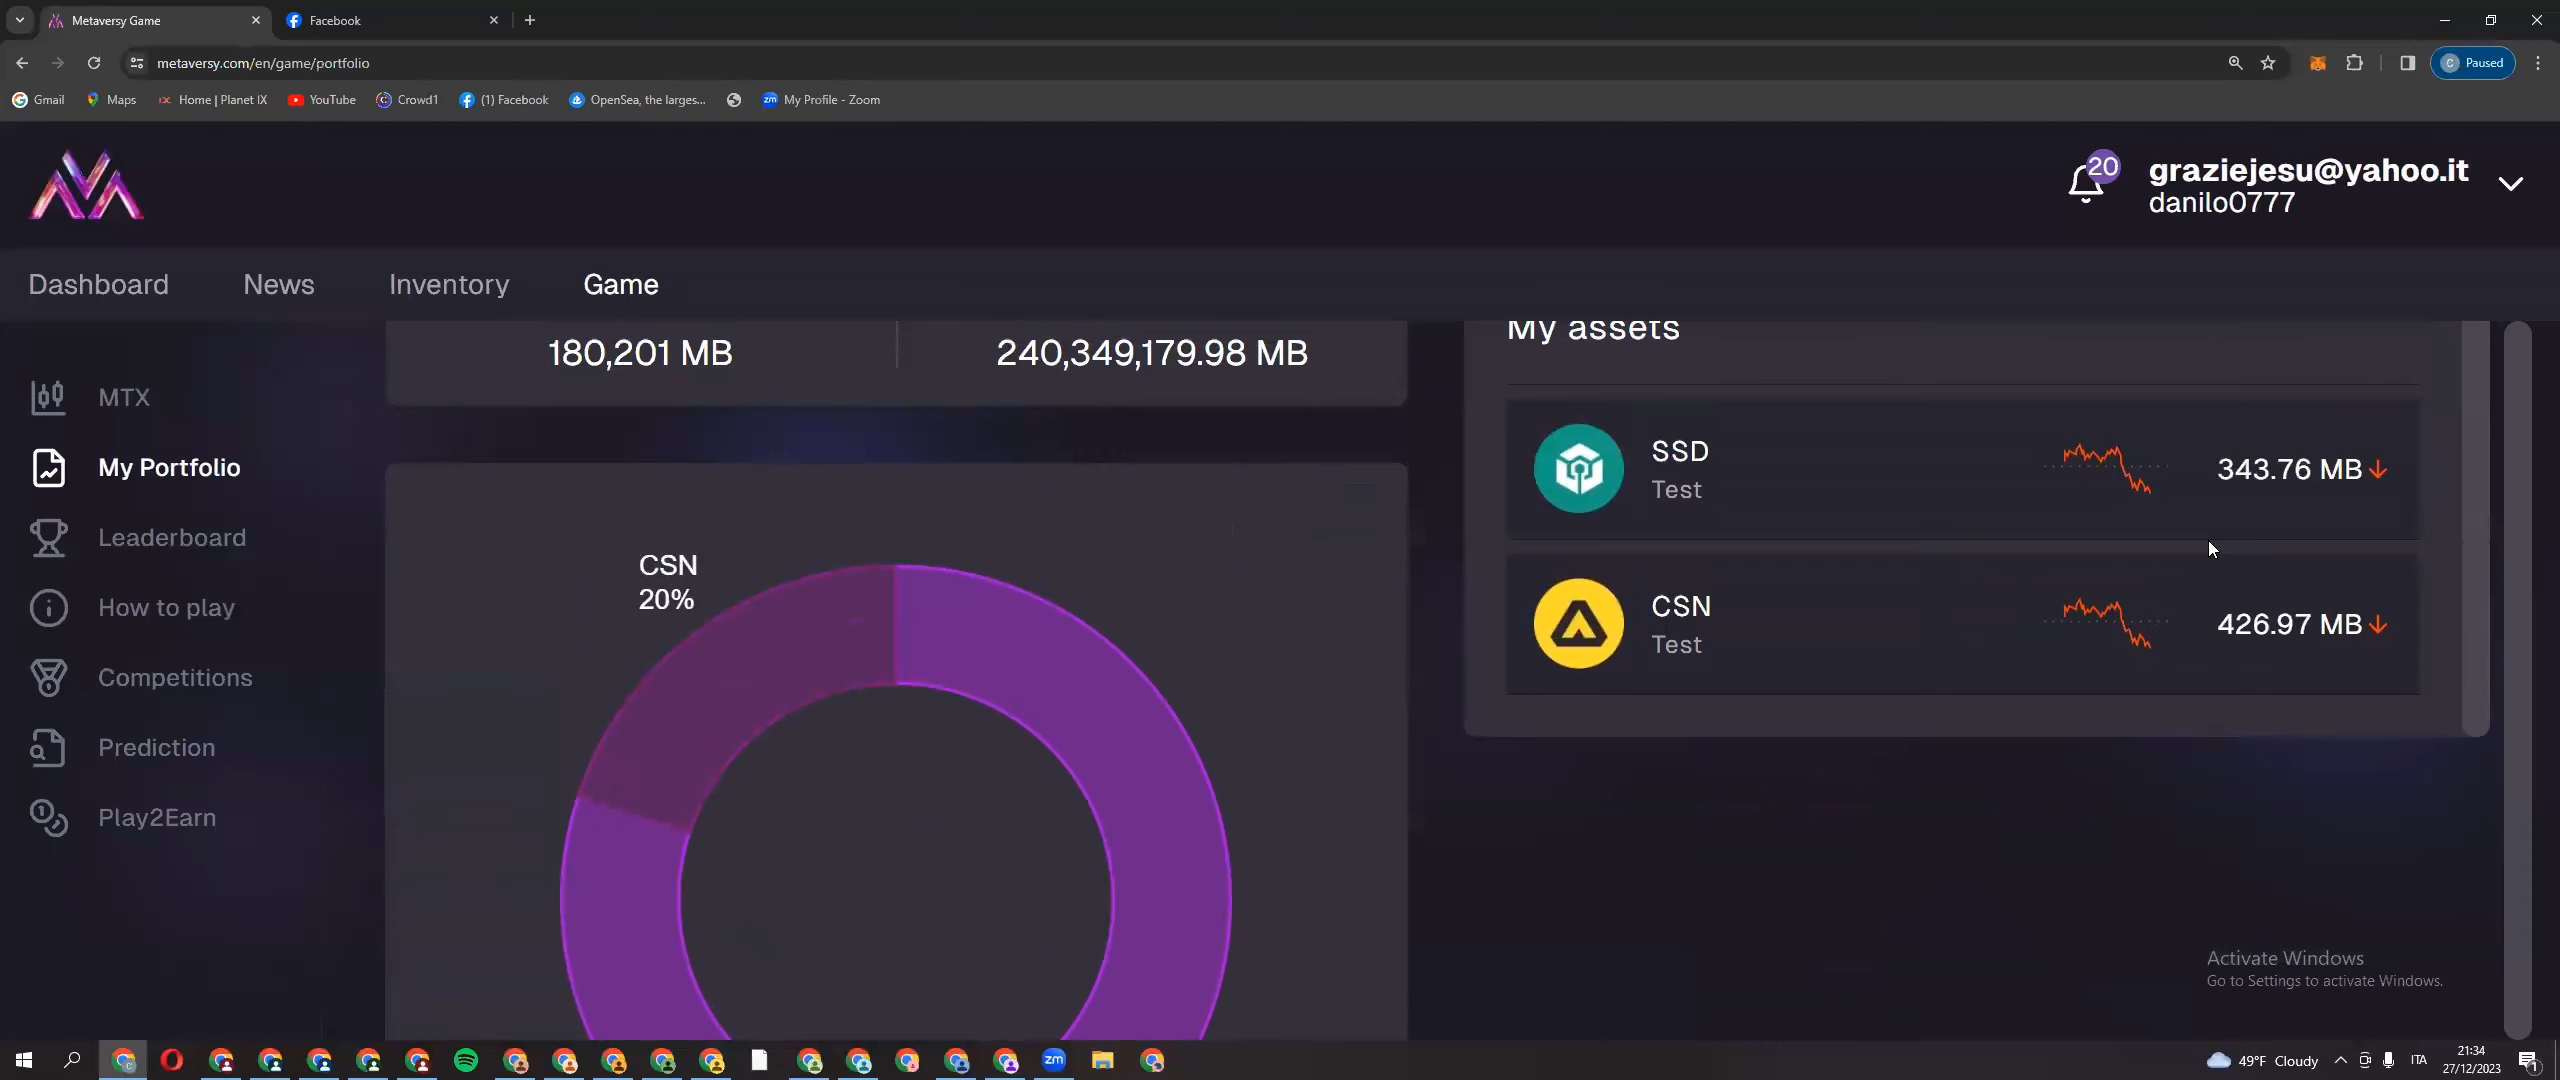 Metaversy Game
Facebook
metaversy.com/en/game/portfolio
C
Paused
Gmail
Maps
Home | Planet IX
YouTube
Crowd1
(1) Facebook
OpenSea, the larges...
My Profile - Zoom
20
graziejesu@yahoo.it
danilo0777
Dashboard
News
Inventory
Game
MTX
My Portfolio
Leaderboard
How to play
Competitions
Prediction
Play2Earn
180,201 MB
240,349,179.98 MB
CSN
20%
My assets
SSD
Test
343.76 MB
CSN
Test
426.97 MB
Activate Windows
Go to Settings to activate Windows.
zm
49°F Cloudy
ITA
21:34
27/12/2023
1